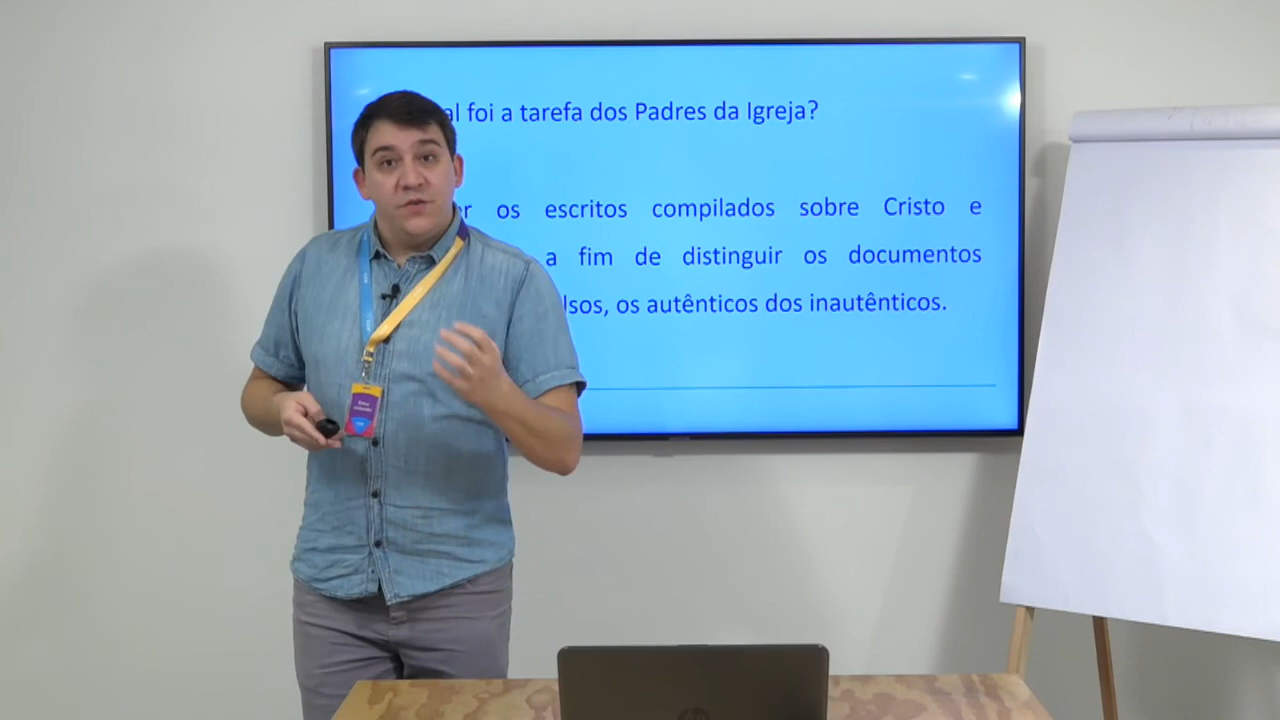 al foi a tarefa dos Padres da Igreja?
r os escritos compilados sobre Cristo e
a fim de distinguir os documentos
lsos, os autênticos dos inautênticos.